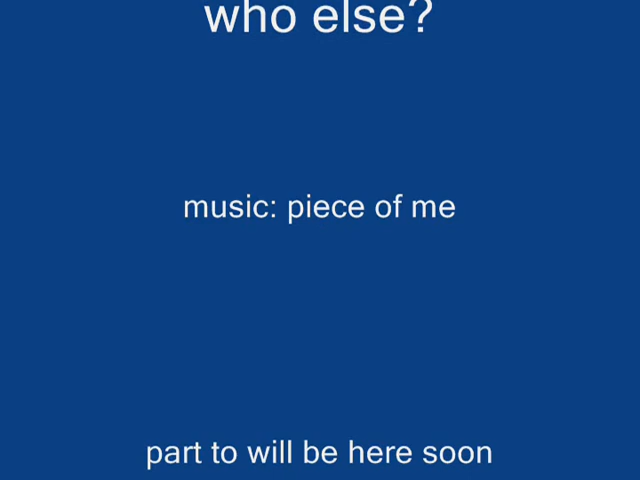 who else?
music: piece of me
part to will be here soon